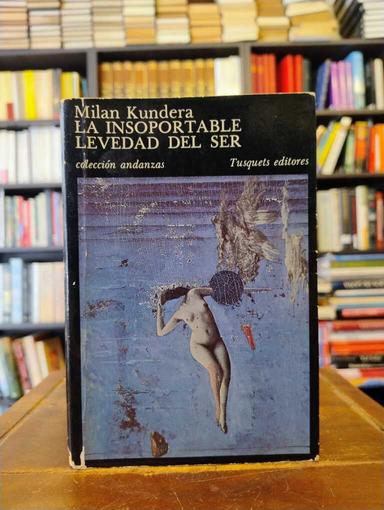 Milan Kundera
LA INSOPORTABLE
LEVEDAD DEL SER
colección andanzas Tusquets editores